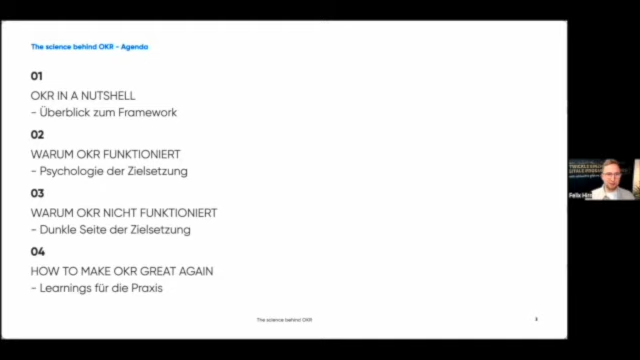 The science behind OKR - Agenda
01
OKR IN A NUTSHELL
- Überblick zum Framework
02
WARUM OKR FUNKTIONIERT
- Psychologie der Zielsetzung
03
WARUM OKR NICHT FUNKTIONIERT
- Dunkle Seite der Zielsetzung
04
HOW TO MAKE OKR GREAT AGAIN
- Learnings für die Praxis
The science behind OKR
3
Felix